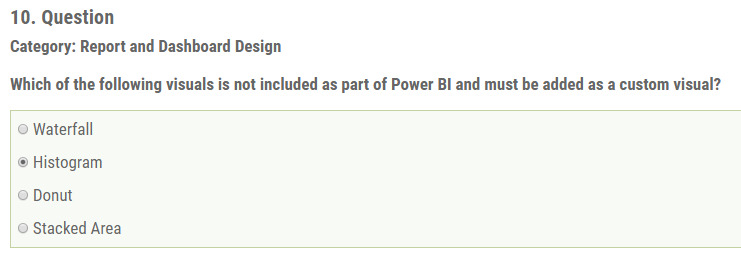 10. Question
Category: Report and Dashboard Design
Which of the following visuals is not included as part of Power BI and must be added as a custom visual?
Waterfall
Histogram
Donut
Stacked Area